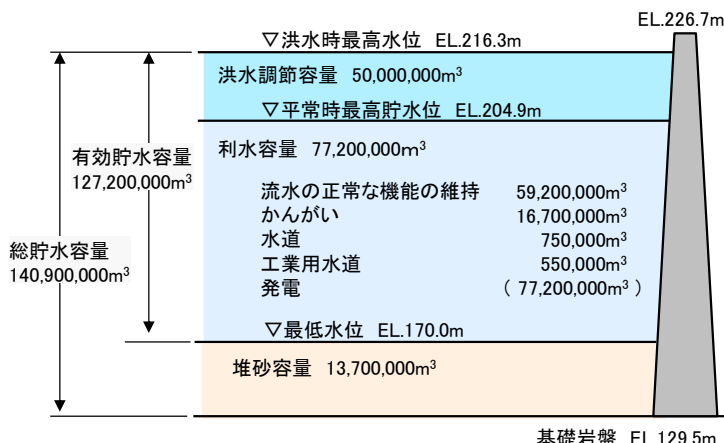 EL.226.7m
▽洪水時最高水位 EL.216.3m
洪水調節容量 50,000,000m³
▽平常時最高貯水位 EL.204.9m
有効貯水容量
127,200,000m³
利水容量 77,200,000m³
流水の正常な機能の維持 59,200,000m³
かんがい 16,700,000m³
水道 750,000m³
工業用水道 550,000m³
発電 ( 77,200,000m³ )
総貯水容量
140,900,000m³
▽最低水位 EL.170.0m
堆砂容量 13,700,000m³
基礎岩盤 EL.129.5m